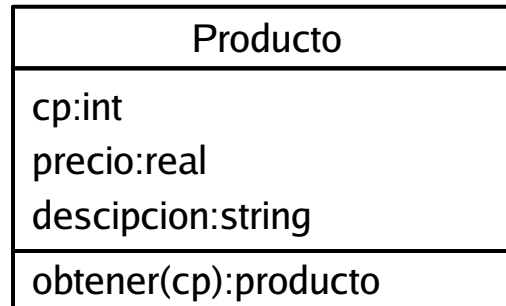 Producto
cp:int
precio:real
descipcion:string
obtener(cp):producto